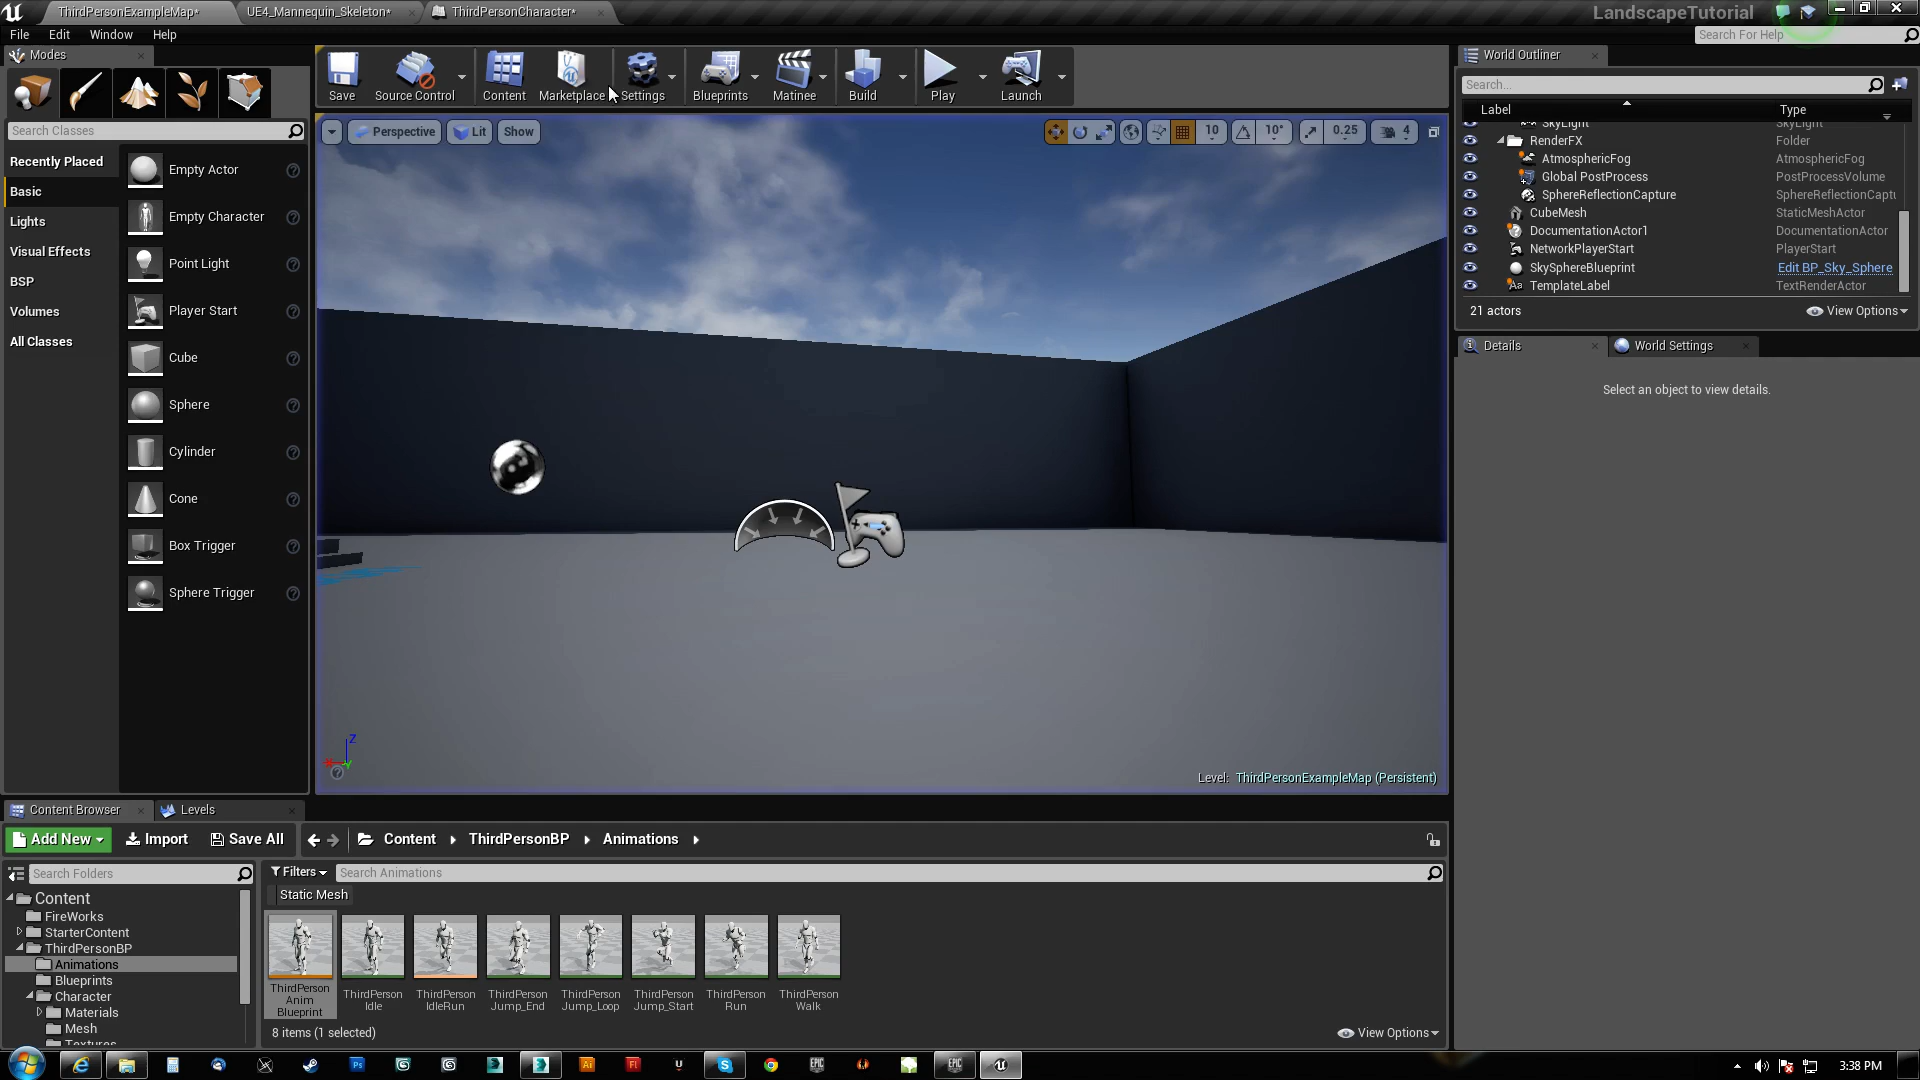 ThirdPersonExampleMap*
UE4_Mannequin_Skeleton*
ThirdPersonCharacter*
LandscapeTutorial
File Edit Window Help
Search For Help
Modes
Search Classes
Recently Placed
Basic
Lights
Visual Effects
BSP
Volumes
All Classes
Empty Actor
Empty Character
Point Light
Player Start
Cube
Sphere
Cylinder
Cone
Box Trigger
Sphere Trigger
Save
Source Control
Content
Marketplace
Settings
Blueprints
Matinee
Build
Play
Launch
Perspective
Lit
Show
10
10°
0.25
4
Z
X
Y
Level: ThirdPersonExampleMap (Persistent)
World Outliner
Search...
Label Type
SkyLight SkyLight
RenderFX Folder
AtmosphericFog AtmosphericFog
Global PostProcess PostProcessVolume
SphereReflectionCapture SphereReflectionCaptu
CubeMesh StaticMeshActor
DocumentationActor1 DocumentationActor
NetworkPlayerStart PlayerStart
SkySphereBlueprint Edit BP_Sky_Sphere
TemplateLabel TextRenderActor
21 actors
View Options
Details
World Settings
Select an object to view details.
Content Browser
Levels
Add New
Import
Save All
Content
ThirdPersonBP
Animations
Search Folders
Content
FireWorks
StarterContent
ThirdPersonBP
Animations
Blueprints
Character
Materials
Mesh
Textures
Filters
Search Animations
Static Mesh
ThirdPerson
Anim
Blueprint
ThirdPerson
Idle
ThirdPerson
IdleRun
ThirdPerson
Jump_End
ThirdPerson
Jump_Loop
ThirdPerson
Jump_Start
ThirdPerson
Run
ThirdPerson
Walk
8 items (1 selected)
View Options
3:38 PM